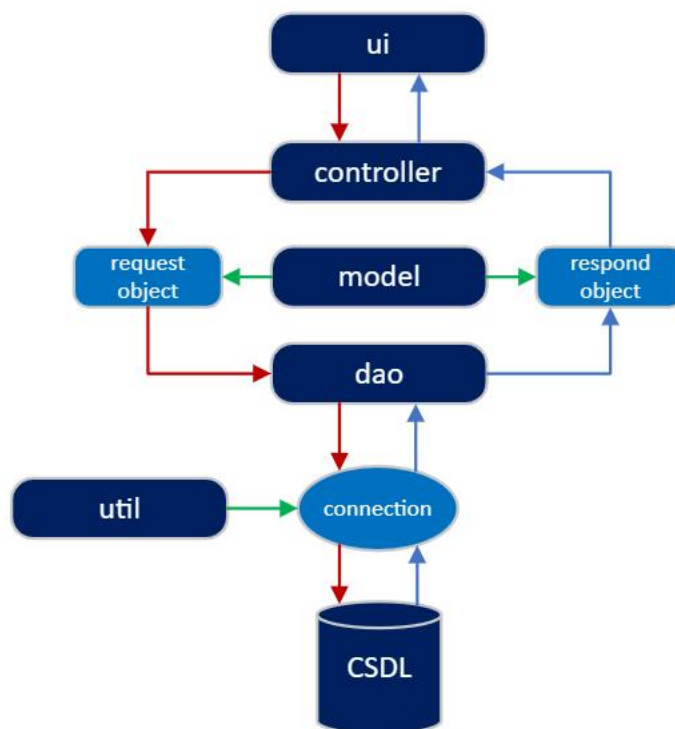 ui
controller
request
object
model
respond
object
dao
util
connection
CSDL